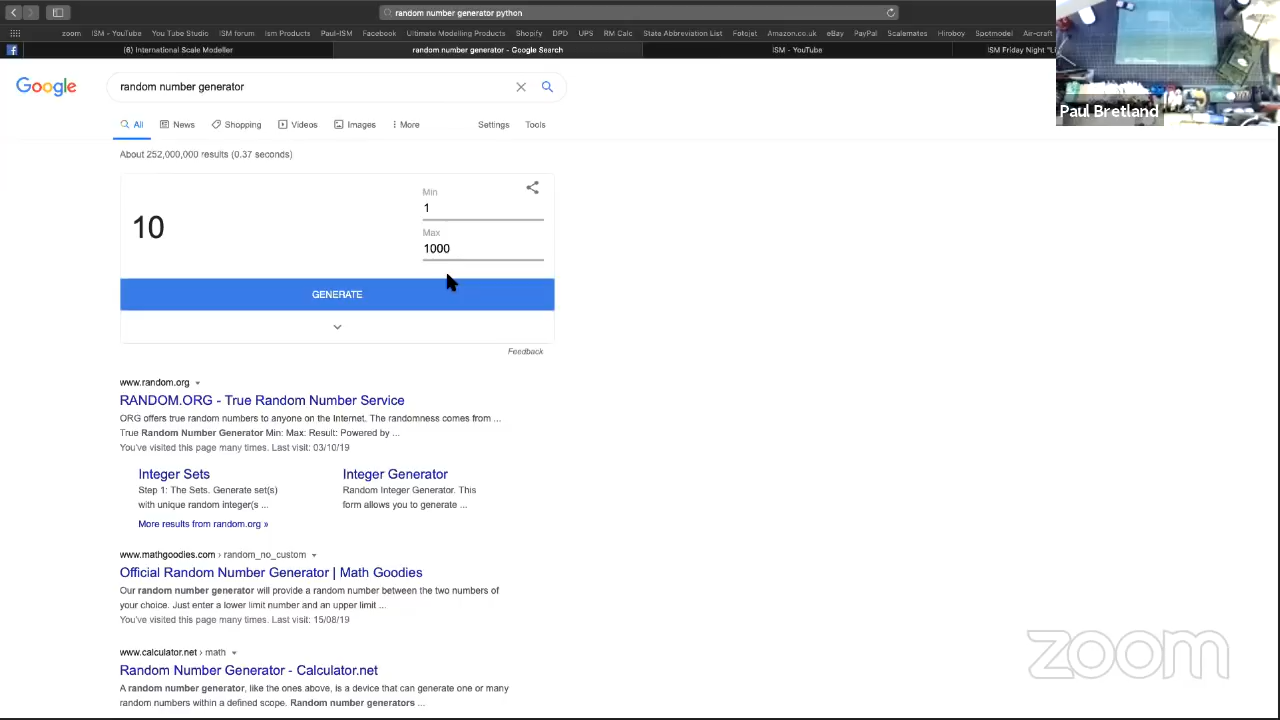 random number generator python
zoom ISM - YouTube You Tube Studio ISM forum Ism Products Paul-ISM Facebook Ultimate Modelling Products Shopify DPD UPS RM Calc State Abbreviation List Fotojet Amazon.co.uk eBay PayPal Scalemates Hiroboy Spotmodel Air-craft
(6) International Scale Modeller
random number generator - Google Search
ISM - YouTube
ISM Friday Night "Li
Paul Bretland
Google
random number generator
All News Shopping Videos Images More Settings Tools
About 252,000,000 results (0.37 seconds)
Min
1
10
Max
1000
GENERATE
Feedback
www.random.org
RANDOM.ORG - True Random Number Service
ORG offers true random numbers to anyone on the Internet. The randomness comes from ...
True Random Number Generator Min: Max: Result: Powered by ...
You've visited this page many times. Last visit: 03/10/19
Integer Sets
Step 1: The Sets. Generate set(s)
with unique random integer(s ...
Integer Generator
Random Integer Generator. This
form allows you to generate ...
More results from random.org »
www.mathgoodies.com › random_no_custom
Official Random Number Generator | Math Goodies
Our random number generator will provide a random number between the two numbers of
your choice. Just enter a lower limit number and an upper limit ...
You've visited this page many times. Last visit: 15/08/19
www.calculator.net › math
Random Number Generator - Calculator.net
A random number generator, like the ones above, is a device that can generate one or many
random numbers within a defined scope. Random number generators ...
zoom